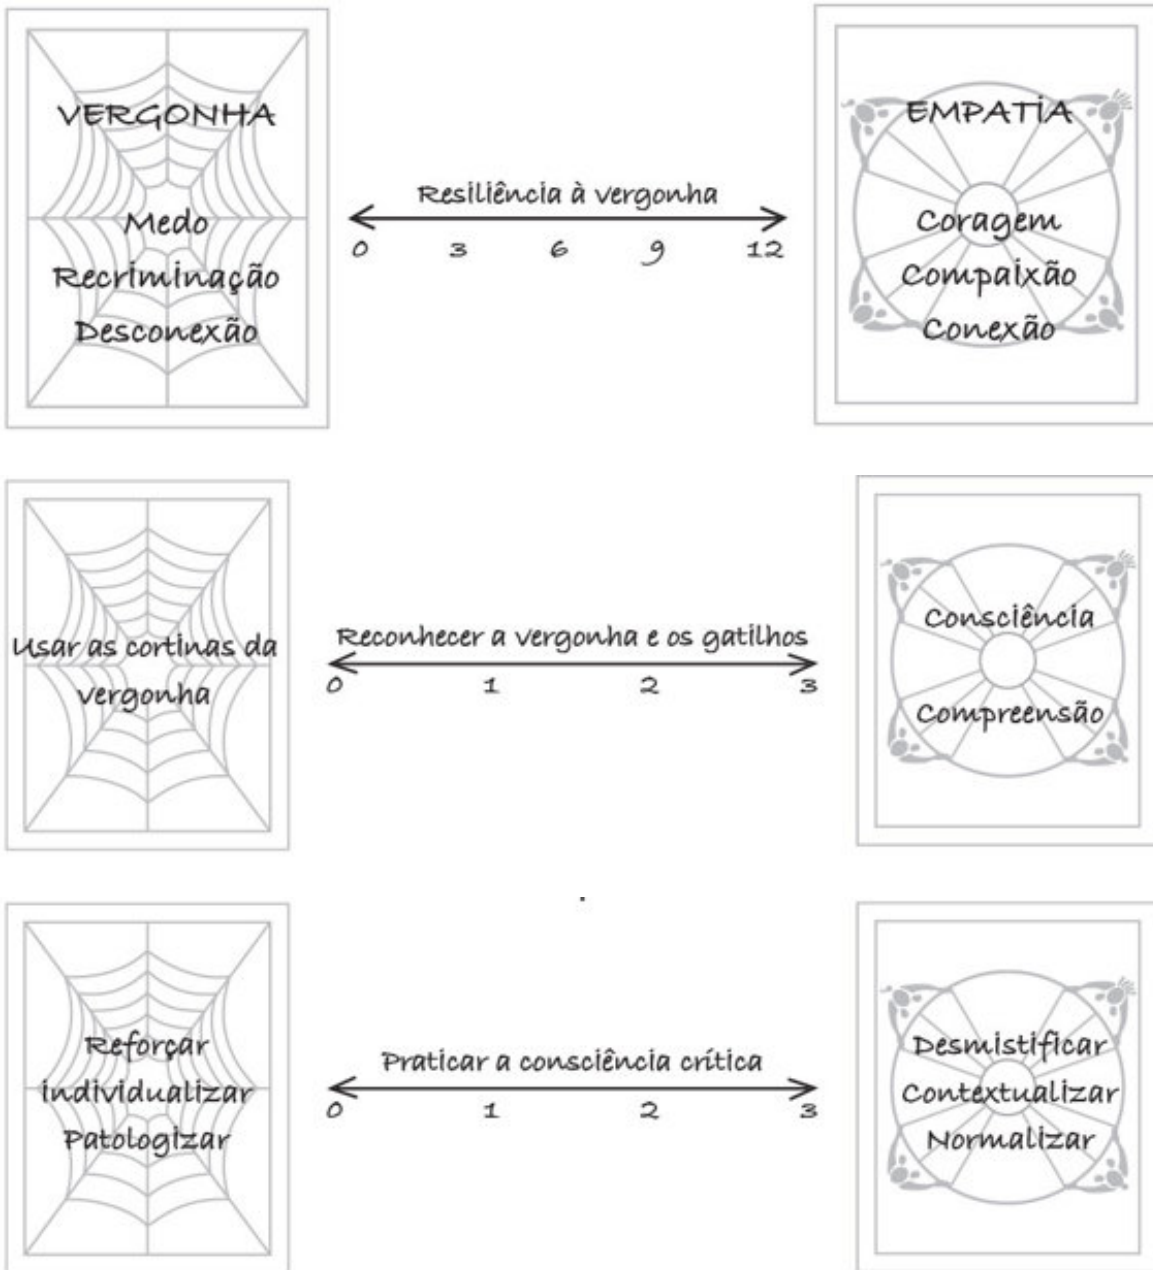 VERGONHA
Medo
Recriminação
Desconexão
Resiliência à vergonha
0 3 6 9 12
EMPATIA
Coragem
Compaixão
Conexão
Usar as cortinas da
vergonha
Reconhecer a vergonha e os gatilhos
0 1 2 3
Consciência
Compreensão
Reforçar
individualizar
Patologizar
Praticar a consciência crítica
0 1 2 3
Desmistificar
Contextualizar
Normalizar